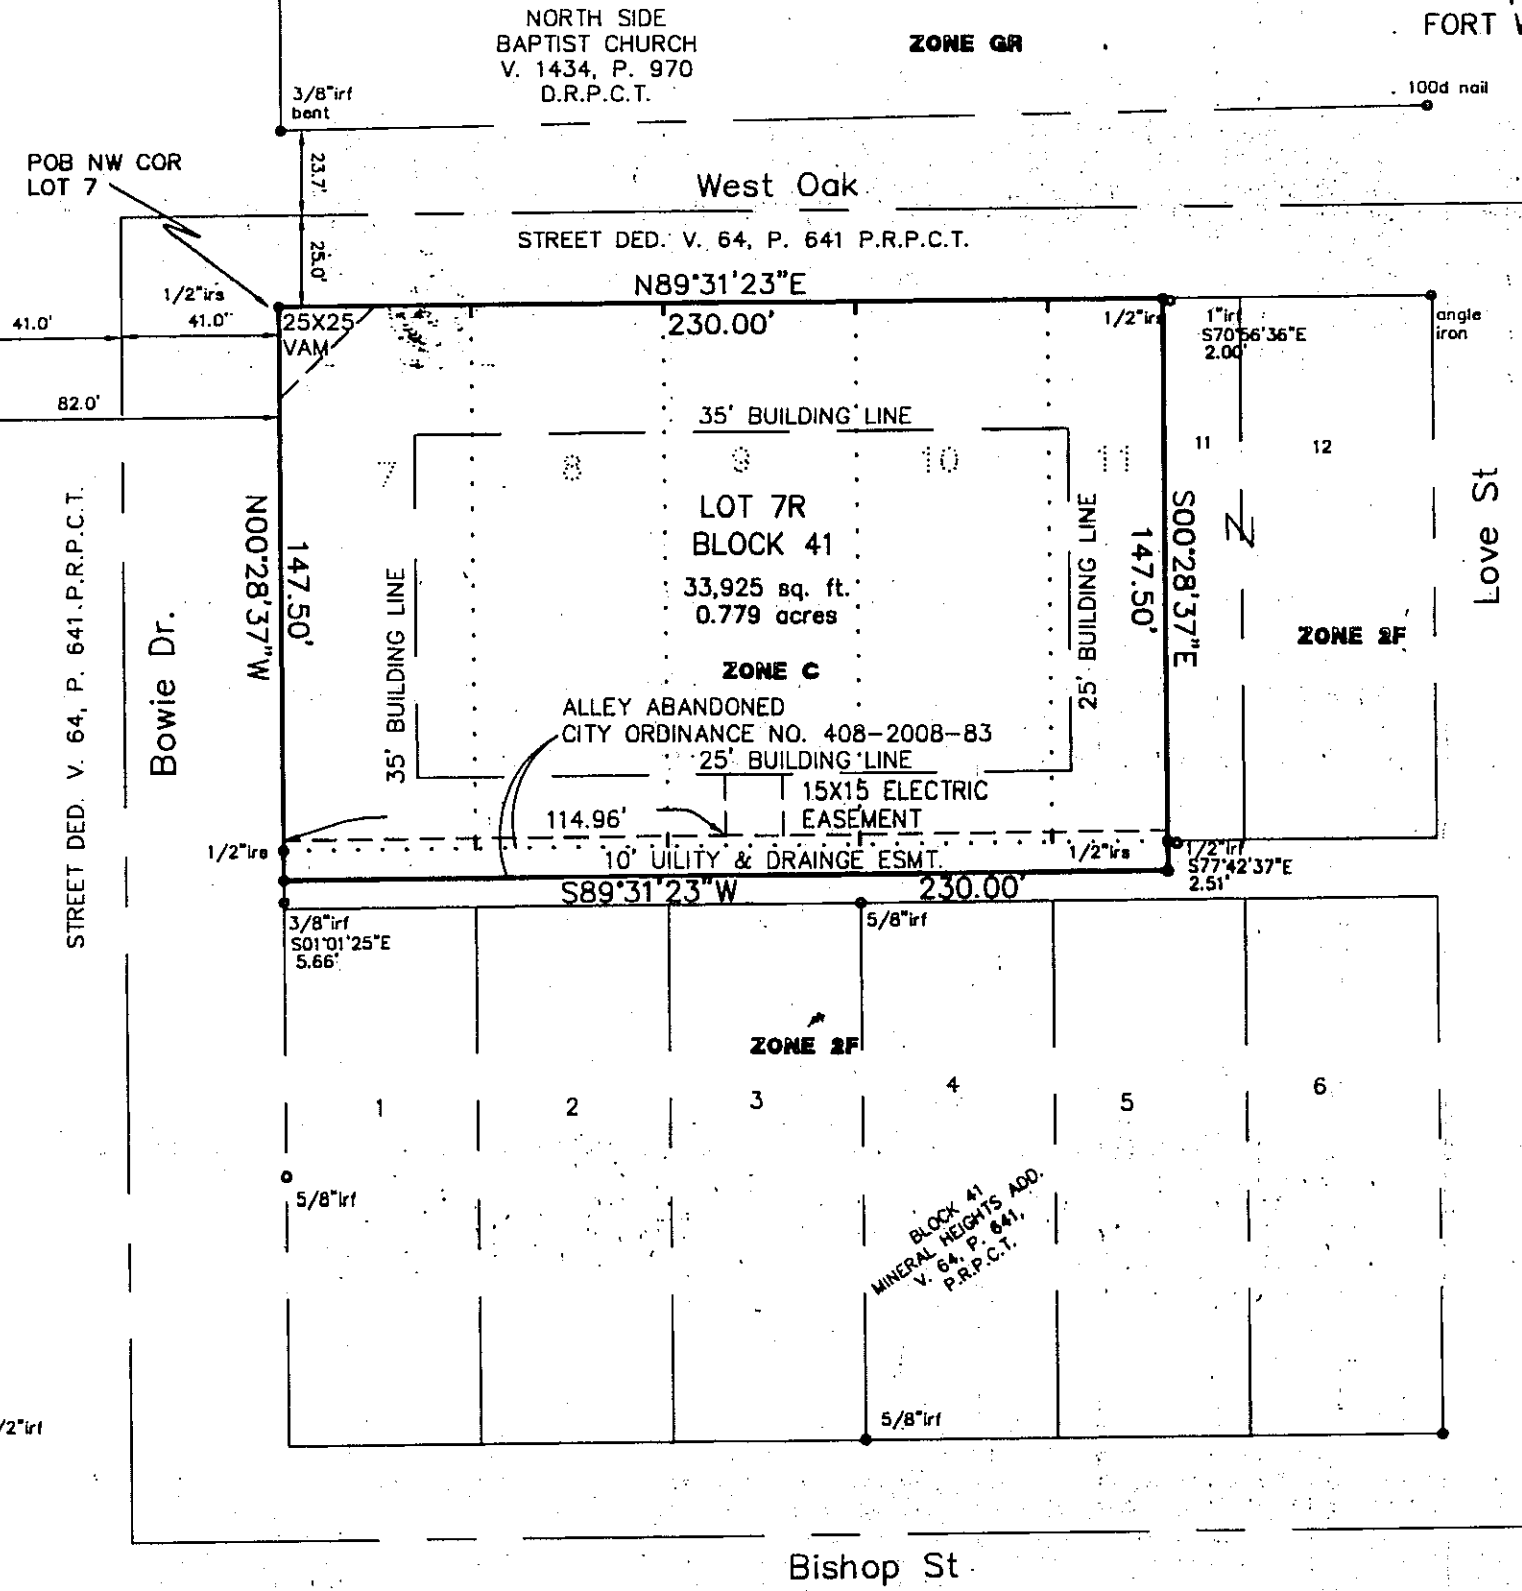 NORTH SIDE
BAPTIST CHURCH
V. 1434, P. 970
D.R.P.C.T.
ZONE GR
FORT
100d nail
3/8"irf
bent
POB NW COR
LOT 7
23.7'
West Oak
25.0'
STREET DED. V. 64, P. 641 P.R.P.C.T.
N89°31'23"E
230.00'
1/2"irs
41.0'
41.0'
82.0'
25X25
VAM
1/2"irs
1"irf
S70°56'36"E
2.00'
angle
iron
35' BUILDING LINE
7
8
9
10
11
11
12
LOT 7R
BLOCK 41
33,925 sq. ft.
0.779 acres
ZONE C
N00°28'37"W
147.50'
35' BUILDING LINE
25' BUILDING LINE
147.50'
S00°28'37"E
Z
ZONE 2F
Love St
Bowie Dr.
STREET DED. V. 64, P. 641 P.R.P.C.T.
ALLEY ABANDONED
CITY ORDINANCE NO. 408-2008-83
25' BUILDING LINE
15X15 ELECTRIC
EASEMENT
114.96'
1/2"irs
10' UILITY & DRAINGE ESMT.
1/2"irs
1/2"irf
S77°42'37"E
2.51'
S89°31'23"W
230.00'
3/8"irf
S01°01'25"E
5.66'
5/8"irf
ZONE 2F
1
2
3
4
5
6
5/8"irf
BLOCK 41
MINERAL HEIGHTS ADD.
V. 64, P. 641,
P.R.P.C.T.
5/8"irf
/2"irf
Bishop St